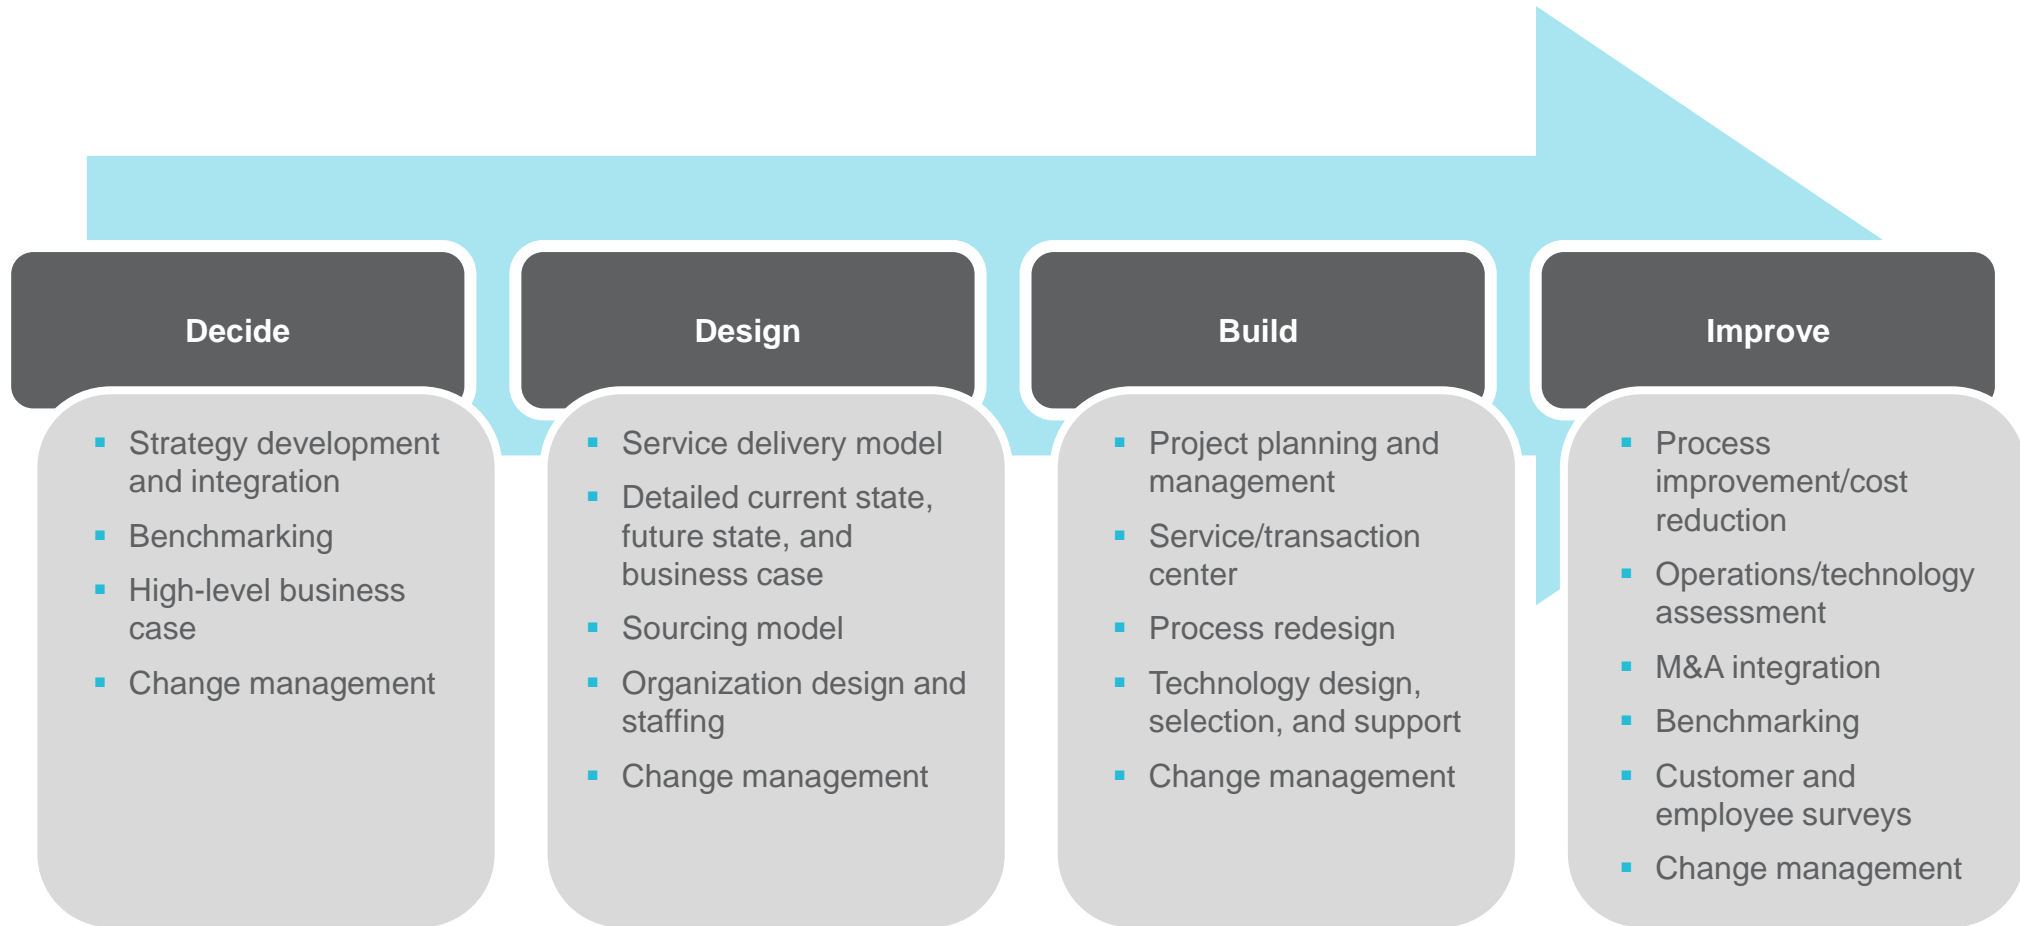 Decide
Strategy development
and integration
Benchmarking
High-level business
case
Change management
Design
Service delivery model
Detailed current state,
future state, and
business case
Sourcing model
Organization design and
staffing
Change management
Build
Project planning and
management
Service/transaction
center
Process redesign
Technology design,
selection, and support
Change management
Improve
Process
improvement/cost
reduction
Operations/technology
assessment
M&A integration
Benchmarking
Customer and
employee surveys
Change management